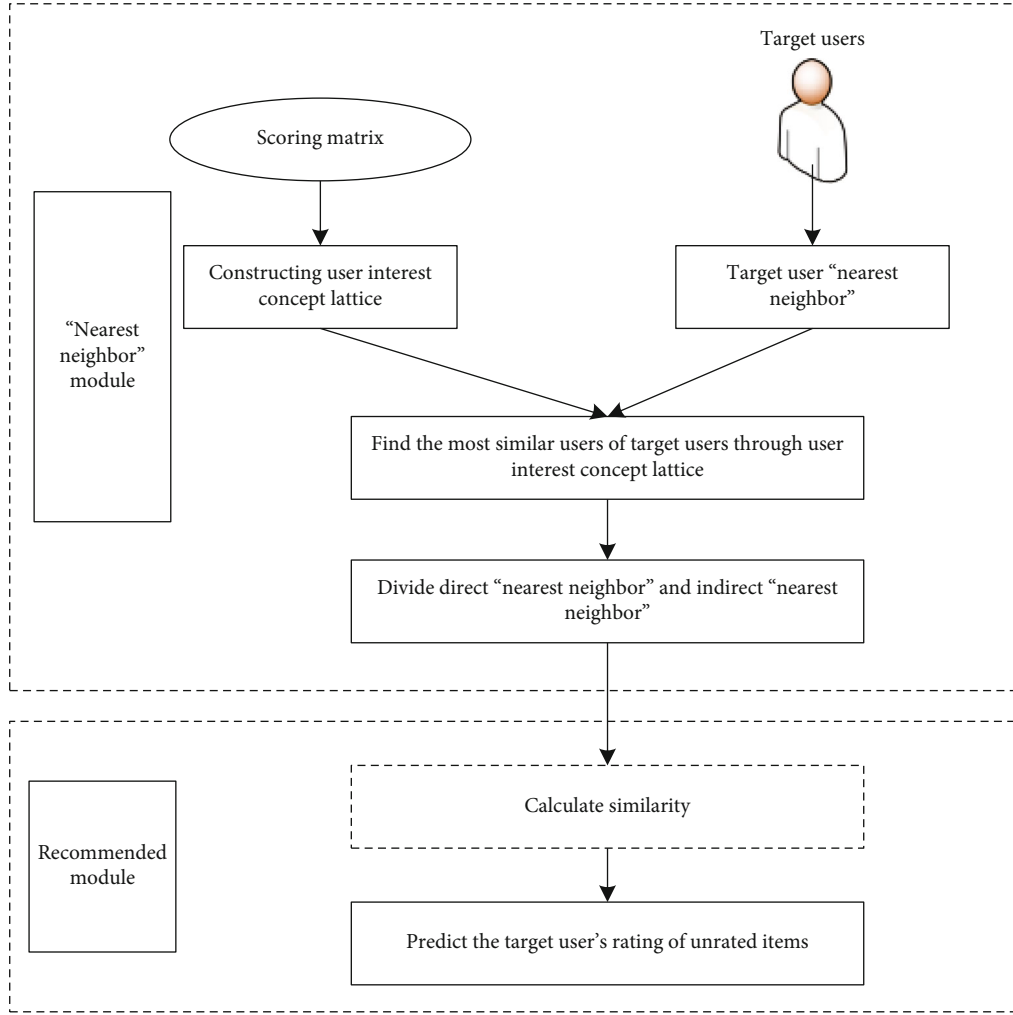 Target users
Scoring matrix
Constructing user interest
concept lattice
Target user “nearest
neighbor”
“Nearest
neighbor”
module
Find the most similar users of target users through user
interest concept lattice
Divide direct “nearest neighbor” and indirect “nearest
neighbor”
Calculate similarity
Recommended
module
Predict the target user’s rating of unrated items